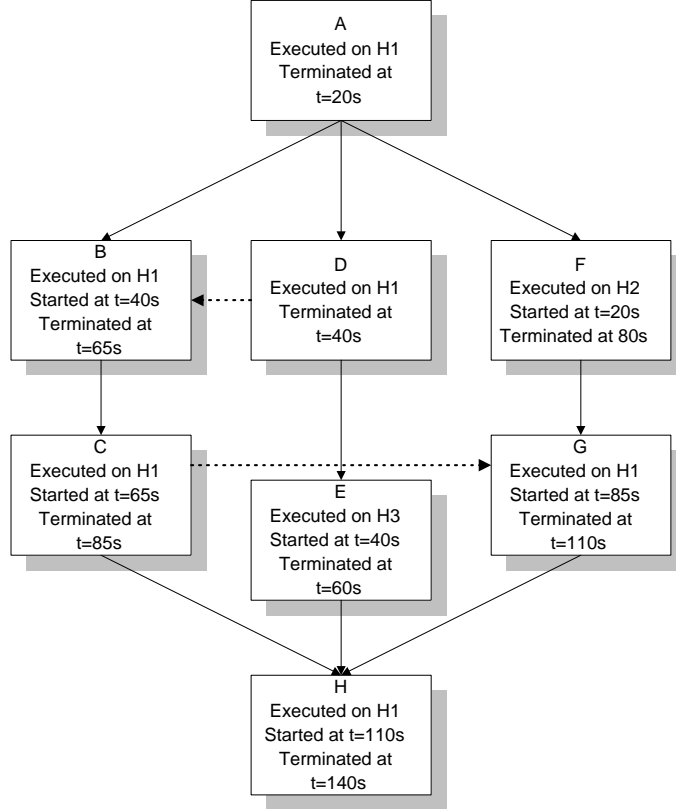 A
Executed on H1
Terminated at
t=20s
B
Executed on H1
Started at t=40s
Terminated at
t=65s
D
Executed on H1
Terminated at
t=40s
F
Executed on H2
Started at t=20s
Terminated at 80s
C
Executed on H1
Started at t=65s
Terminated at
t=85s
E
Executed on H3
Started at t=40s
Terminated at
t=60s
G
Executed on H1
Started at t=85s
Terminated at
t=110s
H
Executed on H1
Started at t=110s
Terminated at
t=140s